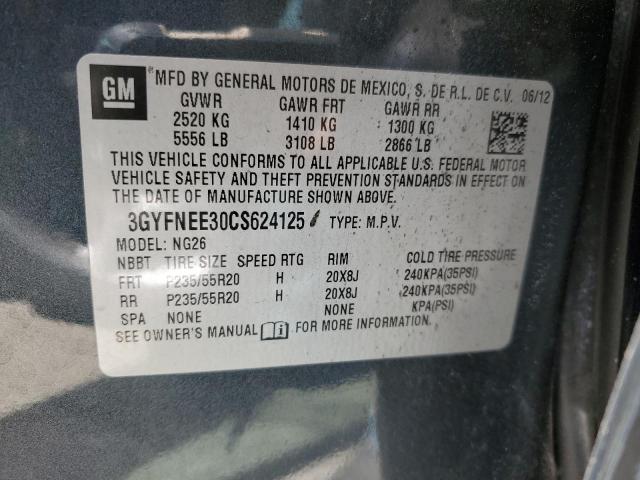 GM
MFD BY GENERAL MOTORS DE MEXICO, S. DE R.L. DE C.V. 06/12
GVWR GAWR FRT GAWR RR
2520 KG 1410 KG 1300 KG
5556 LB 3108 LB 2866 LB
THIS VEHICLE CONFORMS TO ALL APPLICABLE U.S. FEDERAL MOTOR
VEHICLE SAFETY AND THEFT PREVENTION STANDARDS IN EFFECT ON
THE DATE OF MANUFACTURE SHOWN ABOVE.
3GYFNEE30CS624125 TYPE: M.P.V.
MODEL: NG26
NBBT TIRE SIZE SPEED RTG RIM COLD TIRE PRESSURE
FRT P235/55R20 H 20X8J 240KPA(35PSI)
RR P235/55R20 H 20X8J 240KPA(35PSI)
SPA NONE NONE KPA(PSI)
SEE OWNER'S MANUAL FOR MORE INFORMATION.